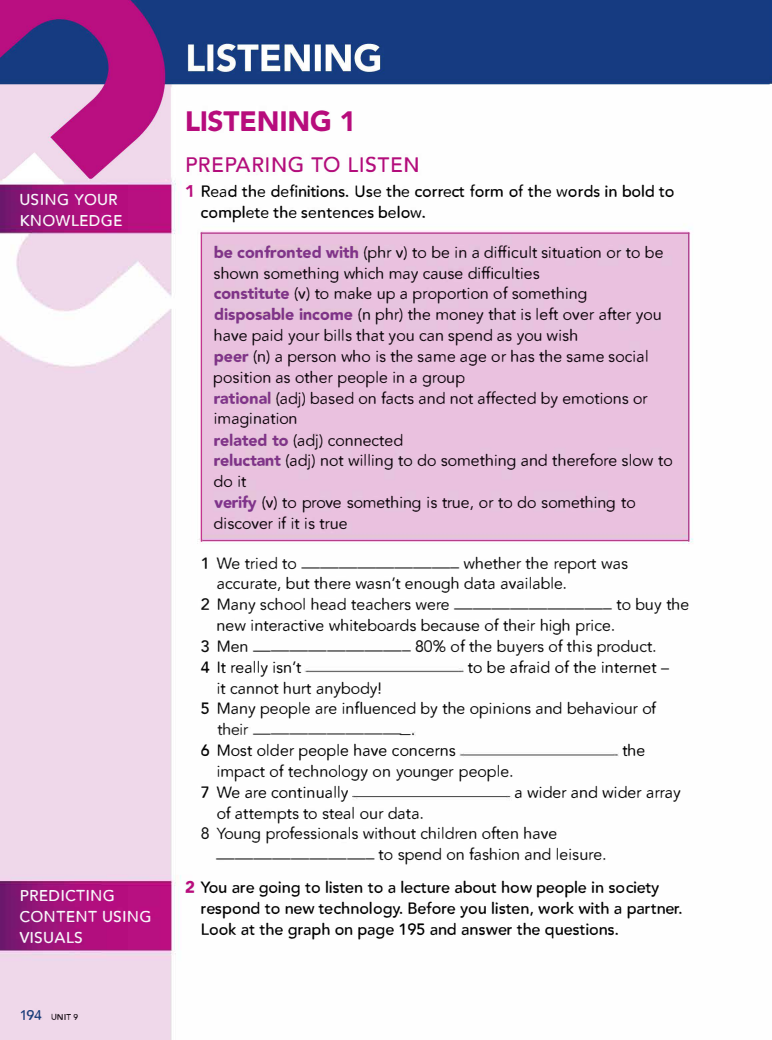 LISTENING
LISTENING 1
PREPARING TO LISTEN
USING YOUR
KNOWLEDGE
1 Read the definitions. Use the correct form of the words in bold to
complete the sentences below.
be confronted with (phr v) to be in a difficult situation or to be
shown something which may cause difficulties
constitute (v) to make up a proportion of something
disposable income (n phr) the money that is left over after you
have paid your bills that you can spend as you wish
peer (n) a person who is the same age or has the same social
position as other people in a group
rational (adj) based on facts and not affected by emotions or
imagination
related to (adj) connected
reluctant (adj) not willing to do something and therefore slow to
do it
verify (v) to prove something is true, or to do something to
discover if it is true
1 We tried to ____________________ whether the report was
accurate, but there wasn't enough data available.
2 Many school head teachers were ____________________ to buy the
new interactive whiteboards because of their high price.
3 Men ____________________ 80% of the buyers of this product.
4 It really isn't ____________________ to be afraid of the internet –
it cannot hurt anybody!
5 Many people are influenced by the opinions and behaviour of
their ____________________.
6 Most older people have concerns ____________________ the
impact of technology on younger people.
7 We are continually ____________________ a wider and wider array
of attempts to steal our data.
8 Young professionals without children often have
____________________ to spend on fashion and leisure.
PREDICTING
CONTENT USING
VISUALS
2 You are going to listen to a lecture about how people in society
respond to new technology. Before you listen, work with a partner.
Look at the graph on page 195 and answer the questions.
194 UNIT 9